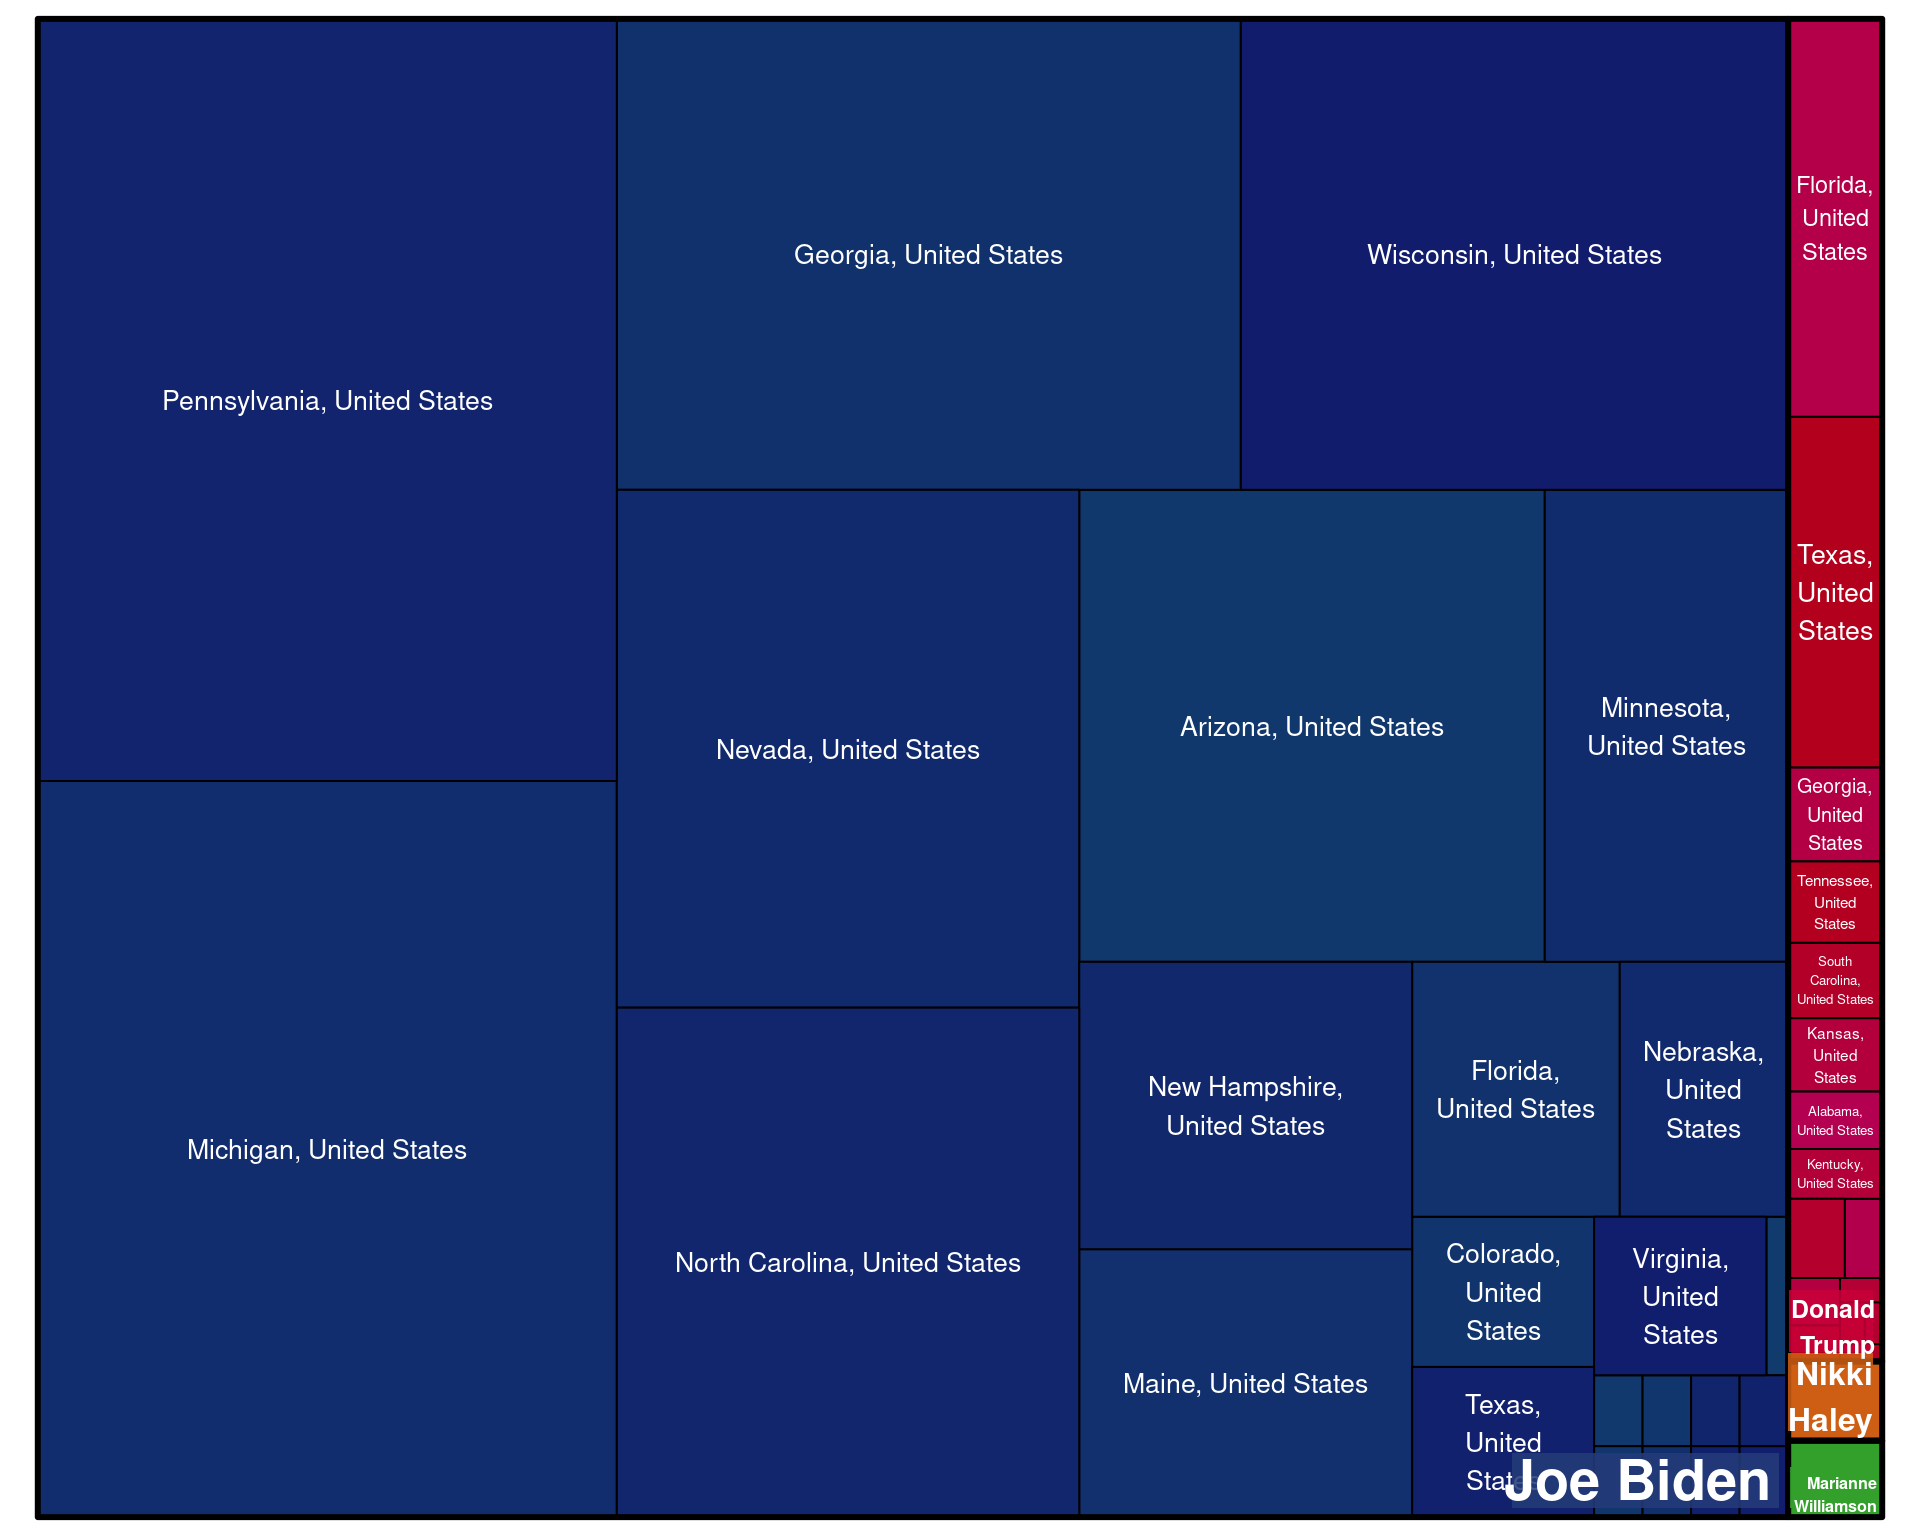 Pennsylvania, United States
Michigan, United States
Georgia, United States
Wisconsin, United States
Nevada, United States
North Carolina, United States
Arizona, United States
Minnesota,
United States
New Hampshire,
United States
Maine, United States
Florida,
United States
Nebraska,
United
States
Colorado,
United
States
Virginia,
United
States
Texas,
United
States
Joe Biden
Florida,
United
States
Texas,
United
States
Georgia,
United
States
Tennessee,
United
States
South
Carolina,
United States
Kansas,
United
States
Alabama,
United States
Kentucky,
United States
Donald
Trump
Nikki
Haley
Marianne
Williamson